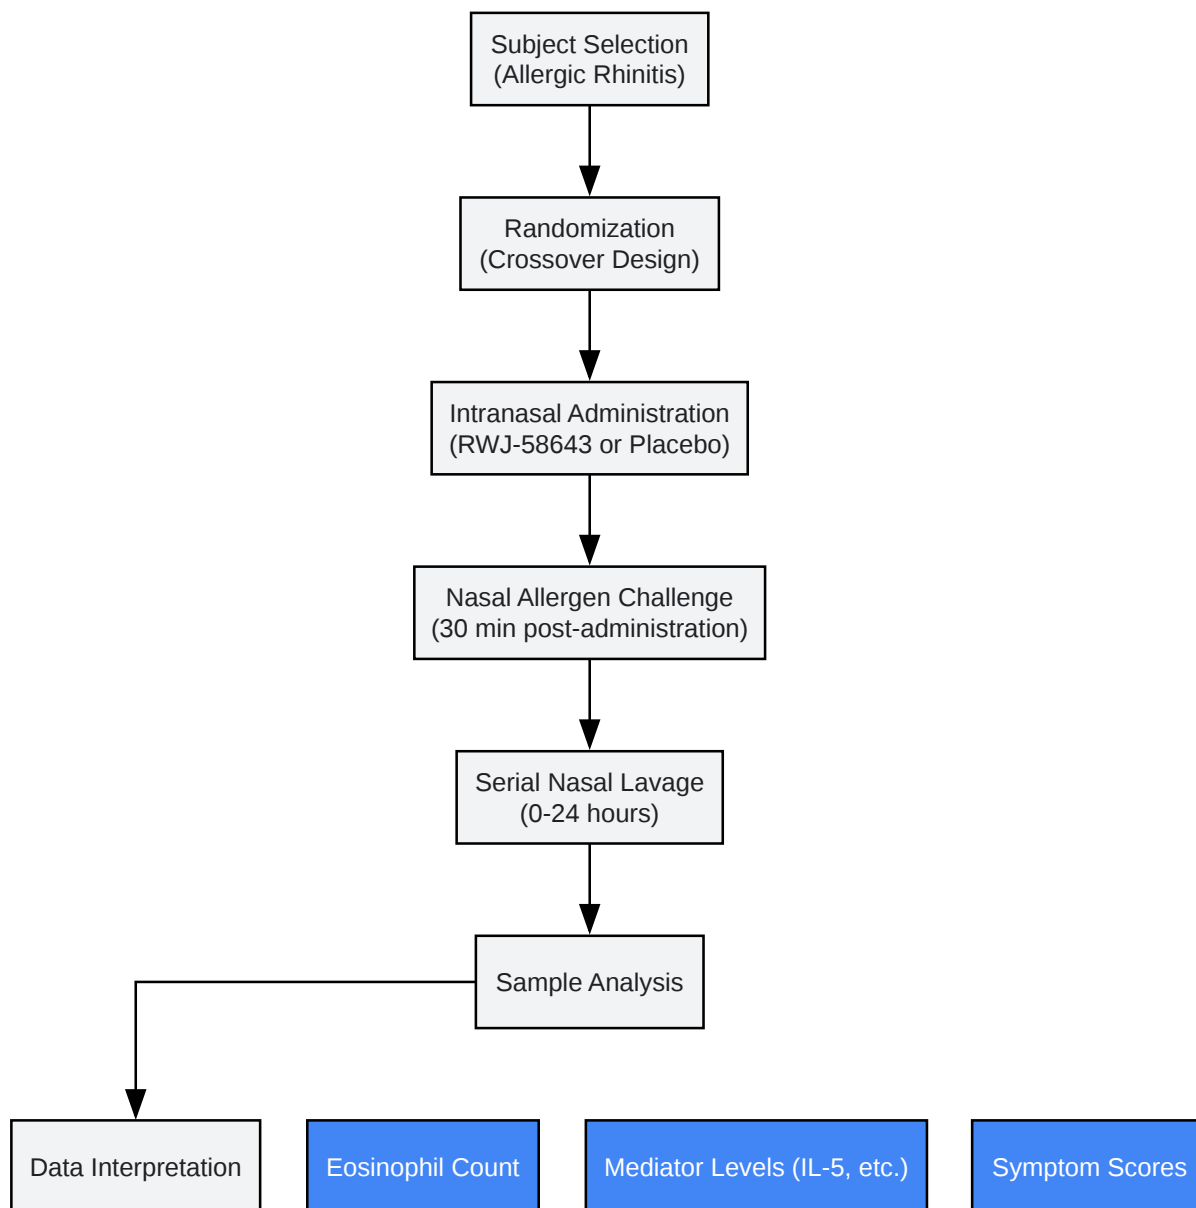 Subject Selection
(Allergic Rhinitis)
Randomization
(Crossover Design)
Intranasal Administration
(RWJ-58643 or Placebo)
Nasal Allergen Challenge
(30 min post-administration)
Serial Nasal Lavage
(0-24 hours)
Sample Analysis
Data Interpretation
Eosinophil Count
Mediator Levels (IL-5, etc.)
Symptom Scores